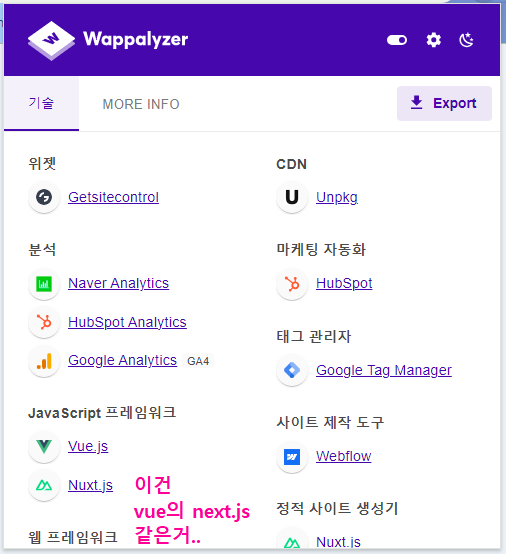 Wappalyzer
기술
MORE INFO
Export
위젯
Getsitecontrol
분석
Naver Analytics
HubSpot Analytics
Google Analytics GA4
JavaScript 프레임워크
Vue.js
Nuxt.js
이건
vue의 next.js
같은거..
웹 프레임워크
CDN
Unpkg
마케팅 자동화
HubSpot
태그 관리자
Google Tag Manager
사이트 제작 도구
Webflow
정적 사이트 생성기
Nuxt.js